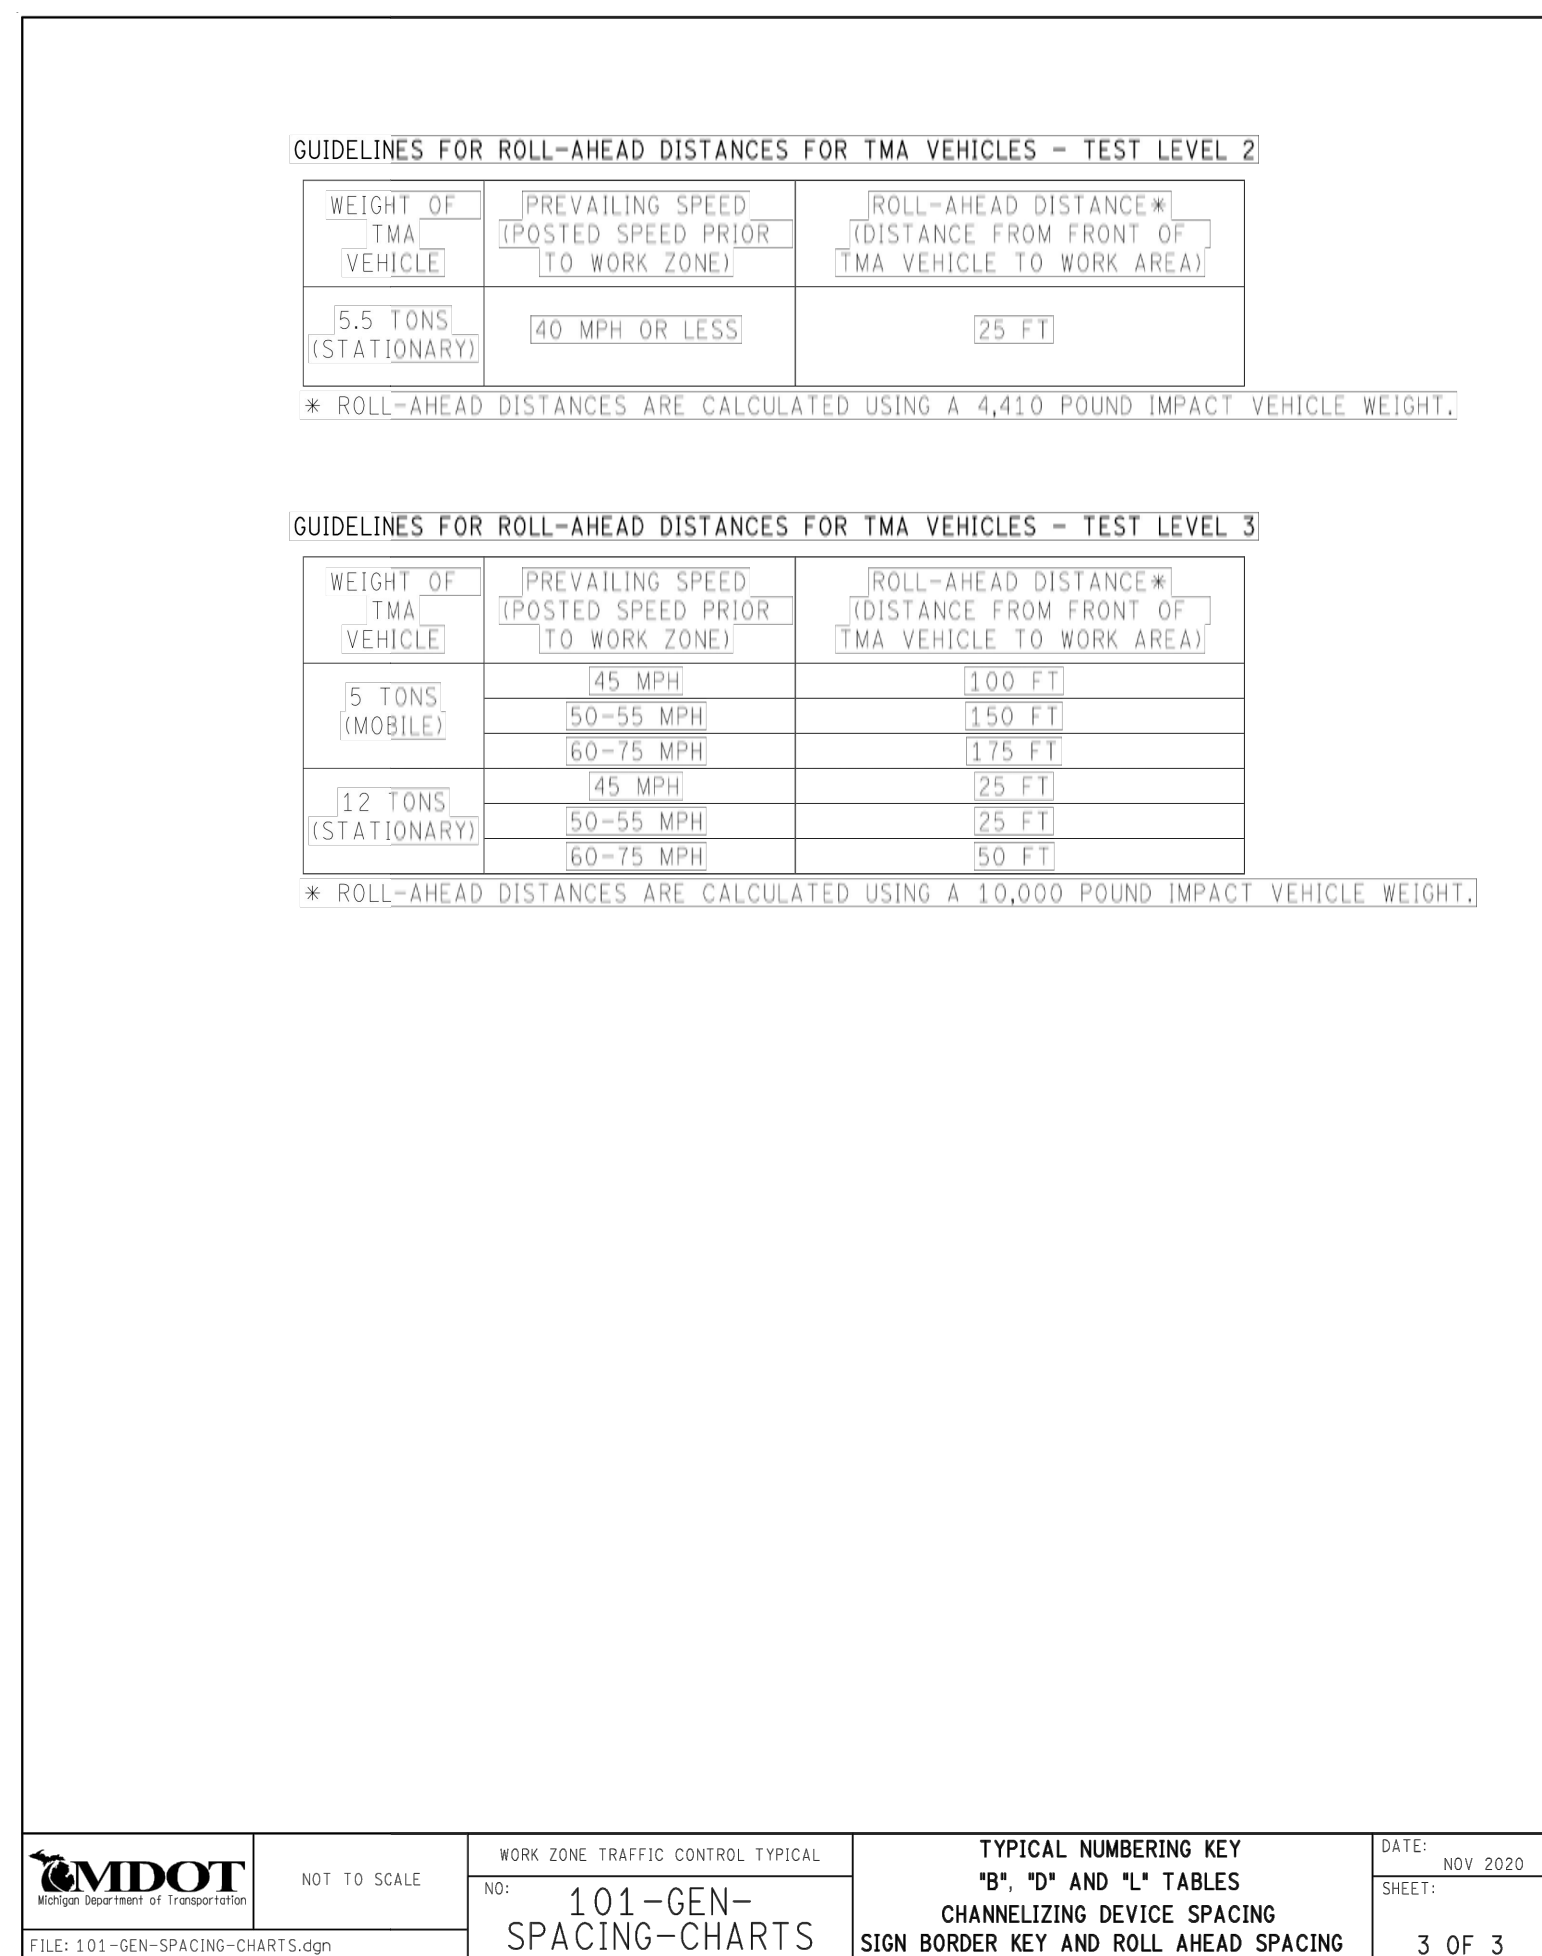 GUIDELINES FOR ROLL-AHEAD DISTANCES FOR TMA VEHICLES - TEST LEVEL 2
WEIGHT OF
TMA
VEHICLE
PREVAILING SPEED
(POSTED SPEED PRIOR
TO WORK ZONE)
ROLL-AHEAD DISTANCE*
(DISTANCE FROM FRONT OF
TMA VEHICLE TO WORK AREA)
5.5 TONS
(STATIONARY)
40 MPH OR LESS
25 FT
* ROLL-AHEAD DISTANCES ARE CALCULATED USING A 4,410 POUND IMPACT VEHICLE WEIGHT.
GUIDELINES FOR ROLL-AHEAD DISTANCES FOR TMA VEHICLES - TEST LEVEL 3
WEIGHT OF
TMA
VEHICLE
PREVAILING SPEED
(POSTED SPEED PRIOR
TO WORK ZONE)
ROLL-AHEAD DISTANCE*
(DISTANCE FROM FRONT OF
TMA VEHICLE TO WORK AREA)
5 TONS
(MOBILE)
45 MPH
100 FT
50-55 MPH
150 FT
60-75 MPH
175 FT
12 TONS
(STATIONARY)
45 MPH
25 FT
50-55 MPH
25 FT
60-75 MPH
50 FT
* ROLL-AHEAD DISTANCES ARE CALCULATED USING A 10,000 POUND IMPACT VEHICLE WEIGHT.
MDOT
Michigan Department of Transportation
FILE: 101-GEN-SPACING-CHARTS.dgn
NOT TO SCALE
WORK ZONE TRAFFIC CONTROL TYPICAL
NO:
101-GEN-
SPACING-CHARTS
TYPICAL NUMBERING KEY
"B", "D" AND "L" TABLES
CHANNELIZING DEVICE SPACING
SIGN BORDER KEY AND ROLL AHEAD SPACING
DATE:
NOV 2020
SHEET:
3 OF 3